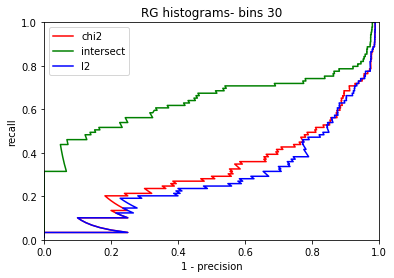 RG histograms- bins 30
chi2
intersect
l2
recall
1.0
0.8
0.6
0.4
0.2
0.0
0.0 0.2 0.4 0.6 0.8 1.0
1 - precision